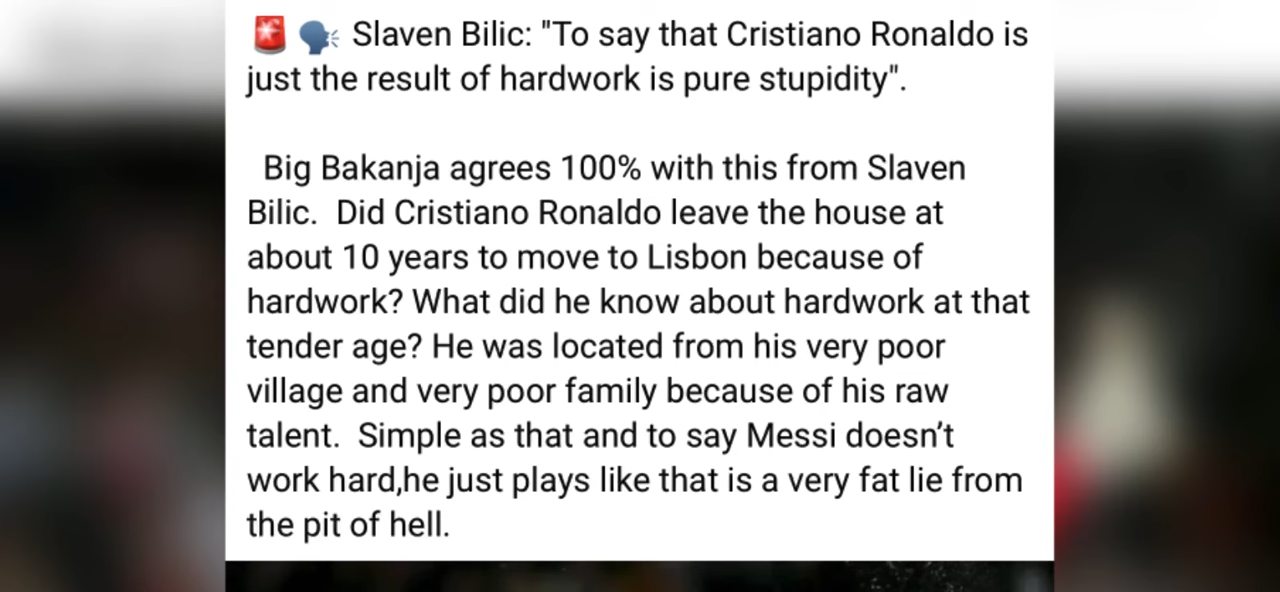 🚨 🗣 Slaven Bilic: "To say that Cristiano Ronaldo is
just the result of hardwork is pure stupidity".
Big Bakanja agrees 100% with this from Slaven
Bilic.  Did Cristiano Ronaldo leave the house at
about 10 years to move to Lisbon because of
hardwork? What did he know about hardwork at that
tender age? He was located from his very poor
village and very poor family because of his raw
talent.  Simple as that and to say Messi doesn’t
work hard,he just plays like that is a very fat lie from
the pit of hell.